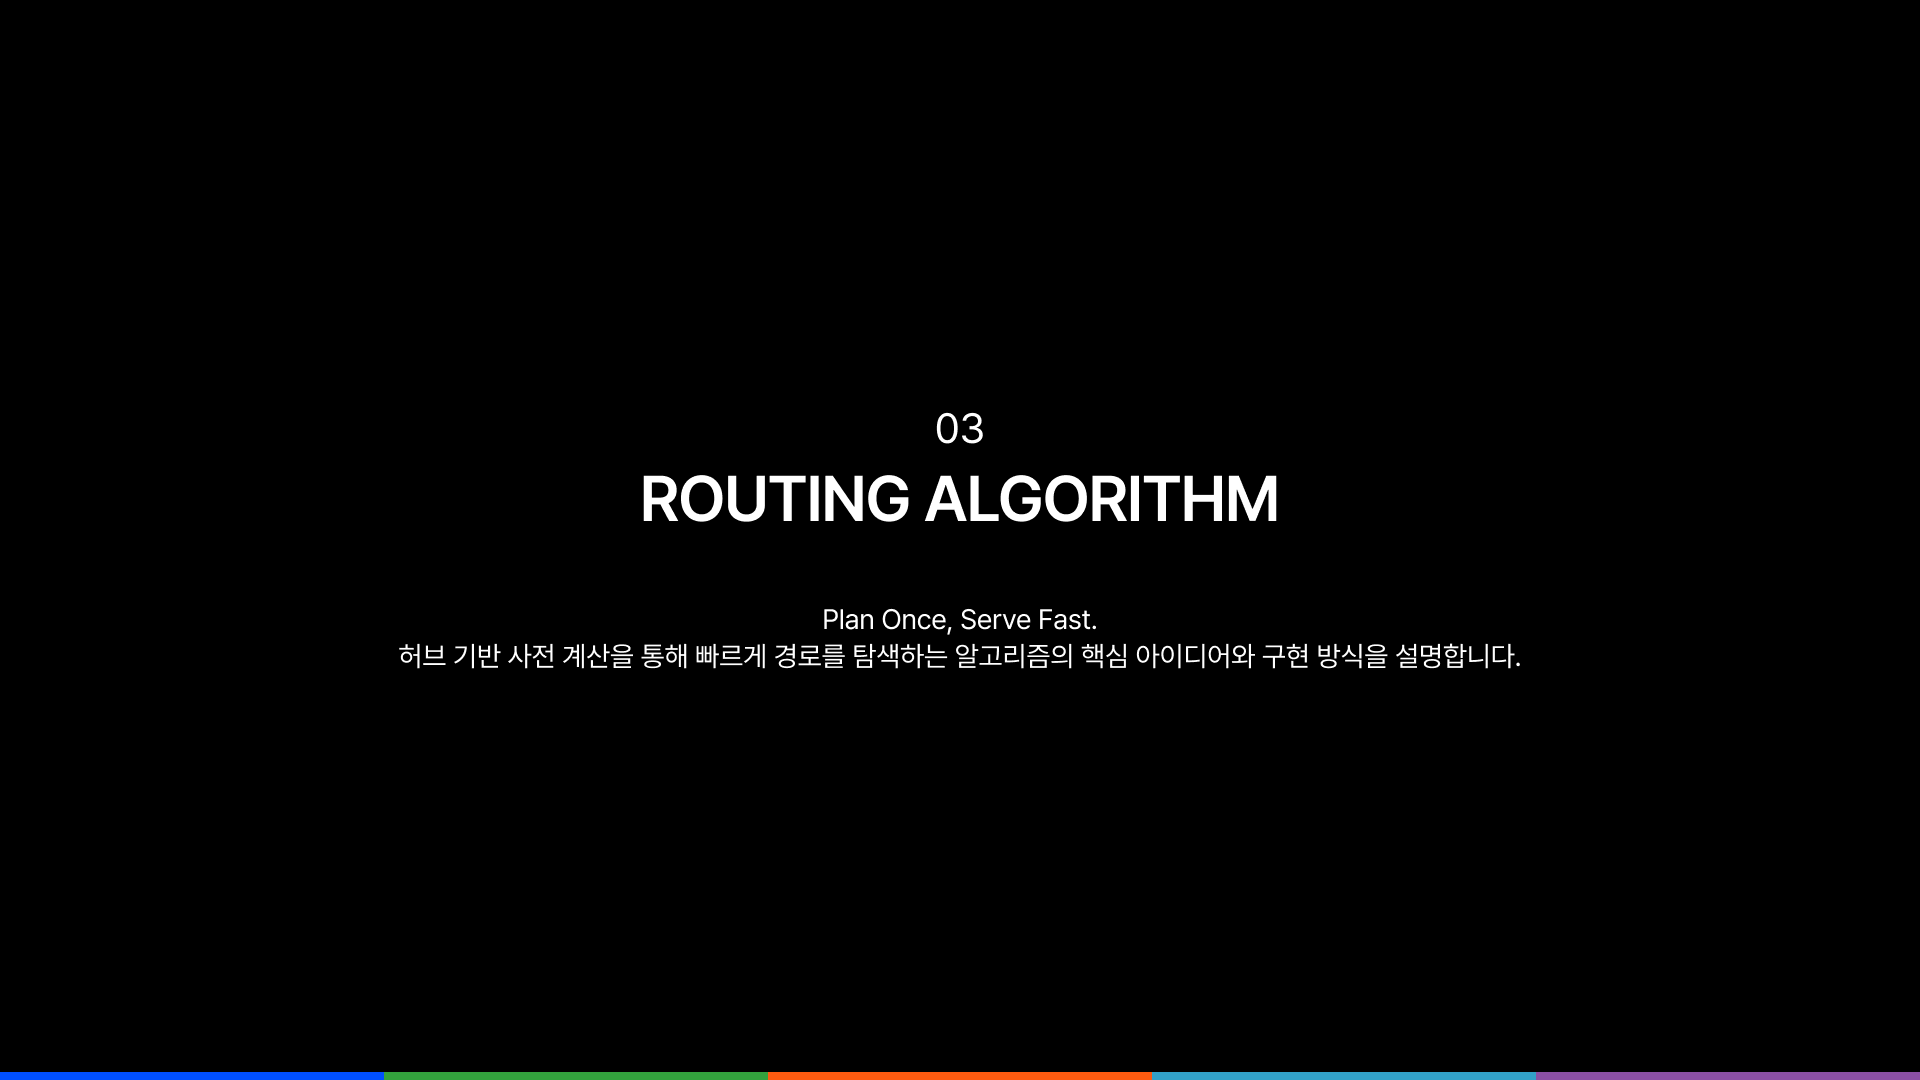 03
ROUTING ALGORITHM
Plan Once, Serve Fast.
허브 기반 사전 계산을 통해 빠르게 경로를 탐색하는 알고리즘의 핵심 아이디어와 구현 방식을 설명합니다.